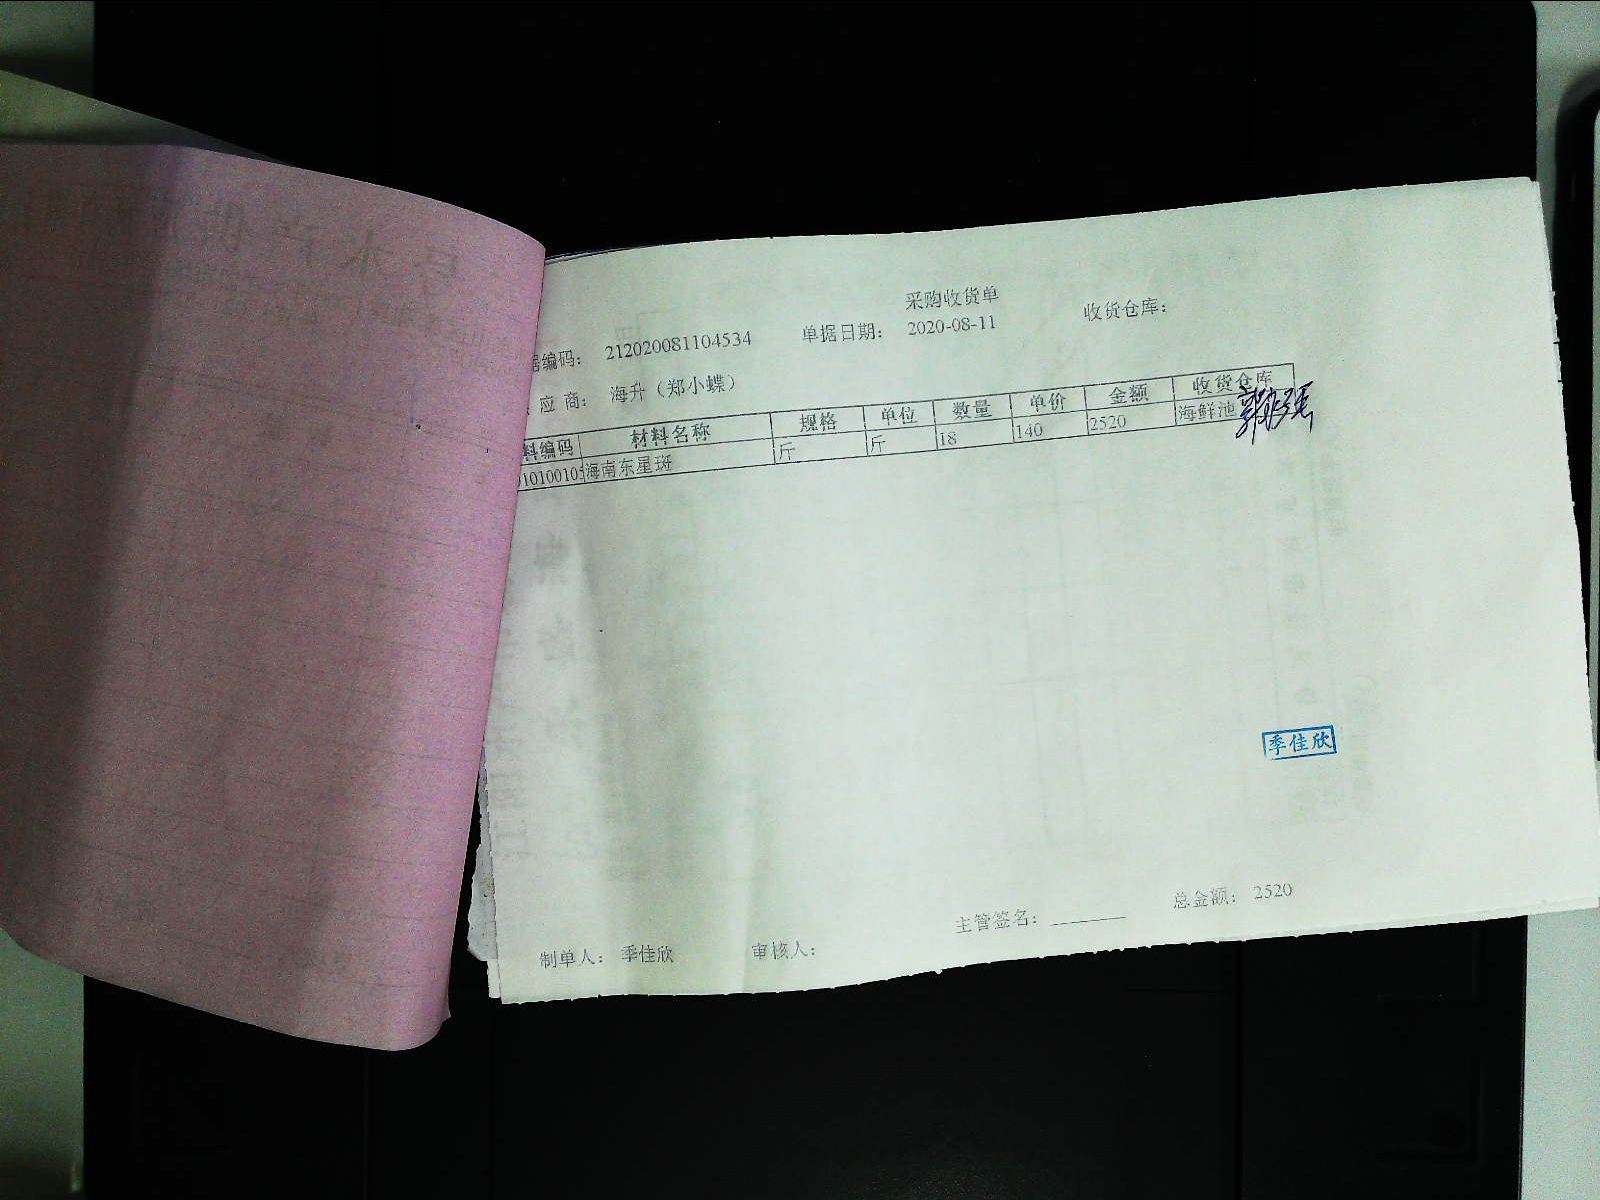 采购收货单
据编码: 212020081104534 单据日期: 2020-08-11 收货仓库:
应商: 海升（郑小蝶）
料编码 材料名称 规格 单位 数量 单价 金额 收货仓库
01010010 海南东星斑 斤 斤 18 140 2520 海鲜池
季佳欣
主管签名: ______ 总金额: 2520
制单人: 季佳欣 审核人: